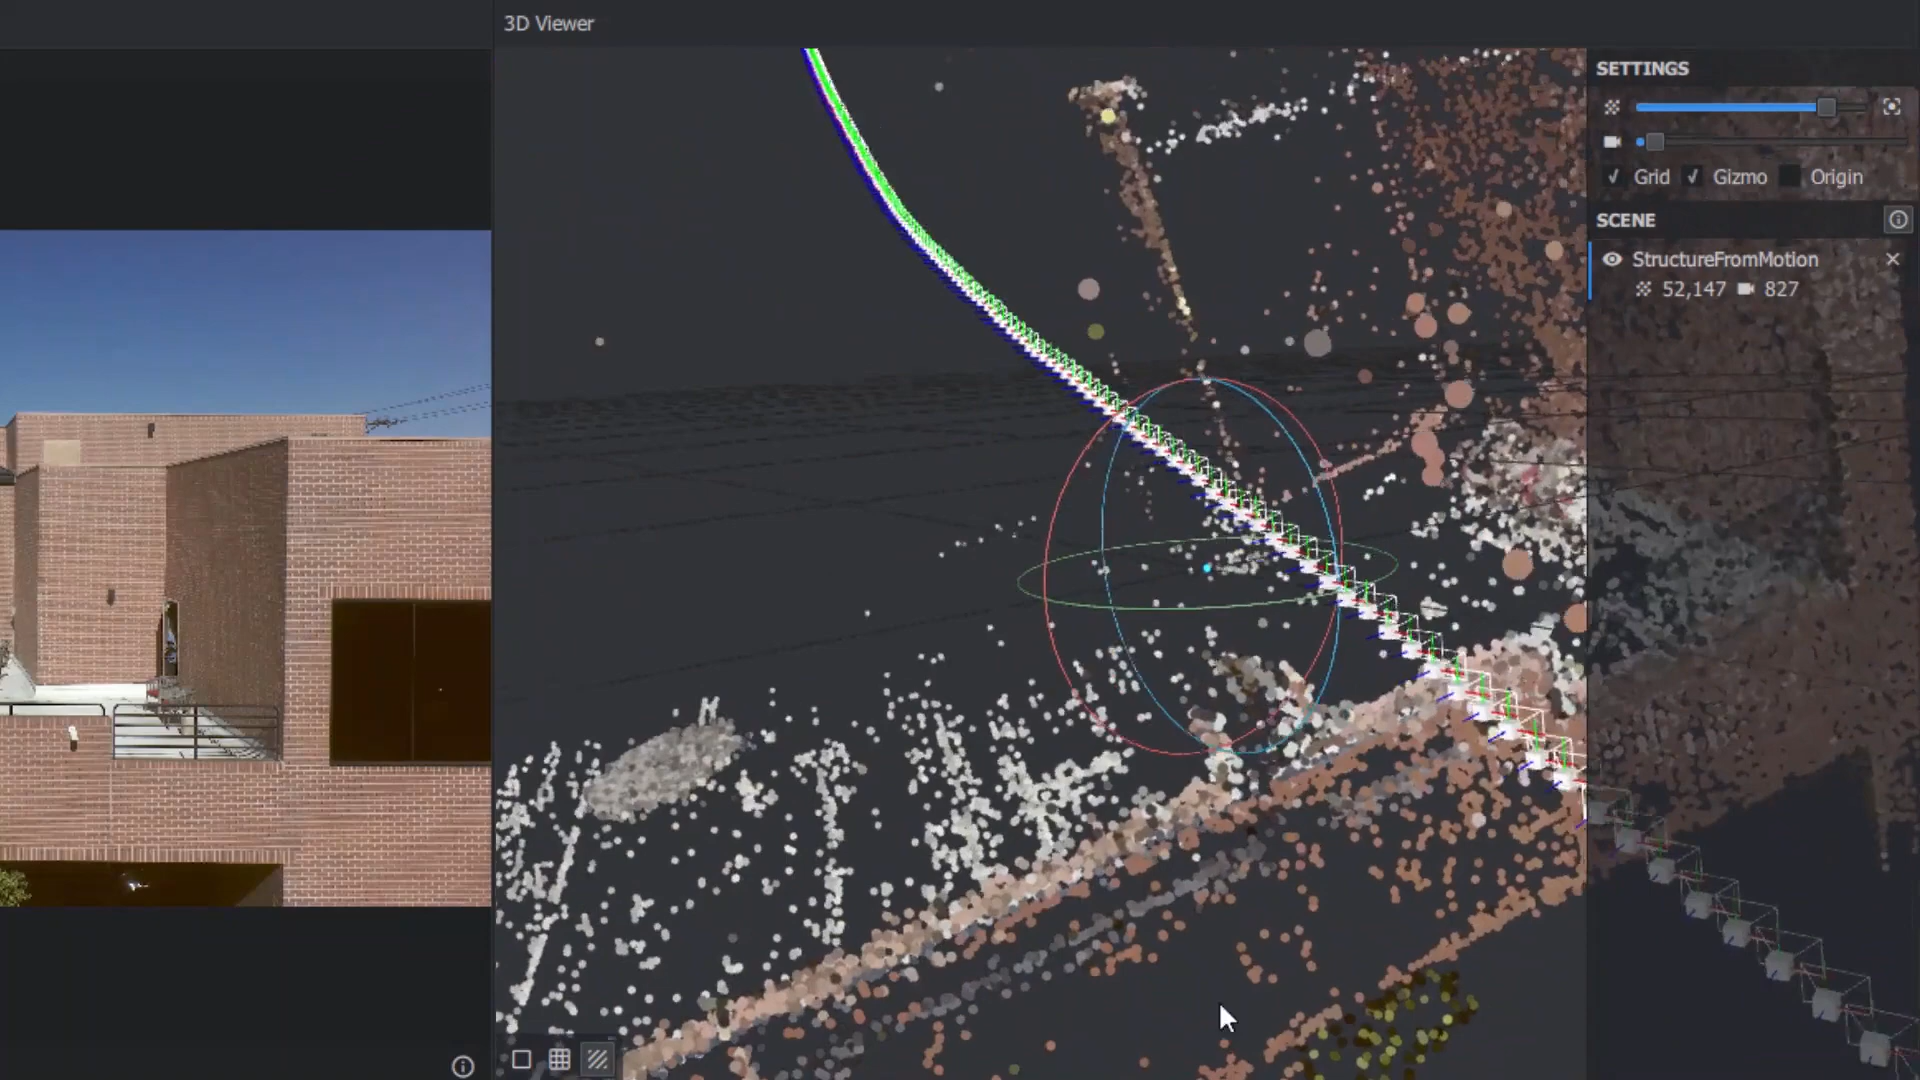 3D Viewer
SETTINGS
Grid Gizmo Origin
SCENE
StructureFromMotion
52,147 827